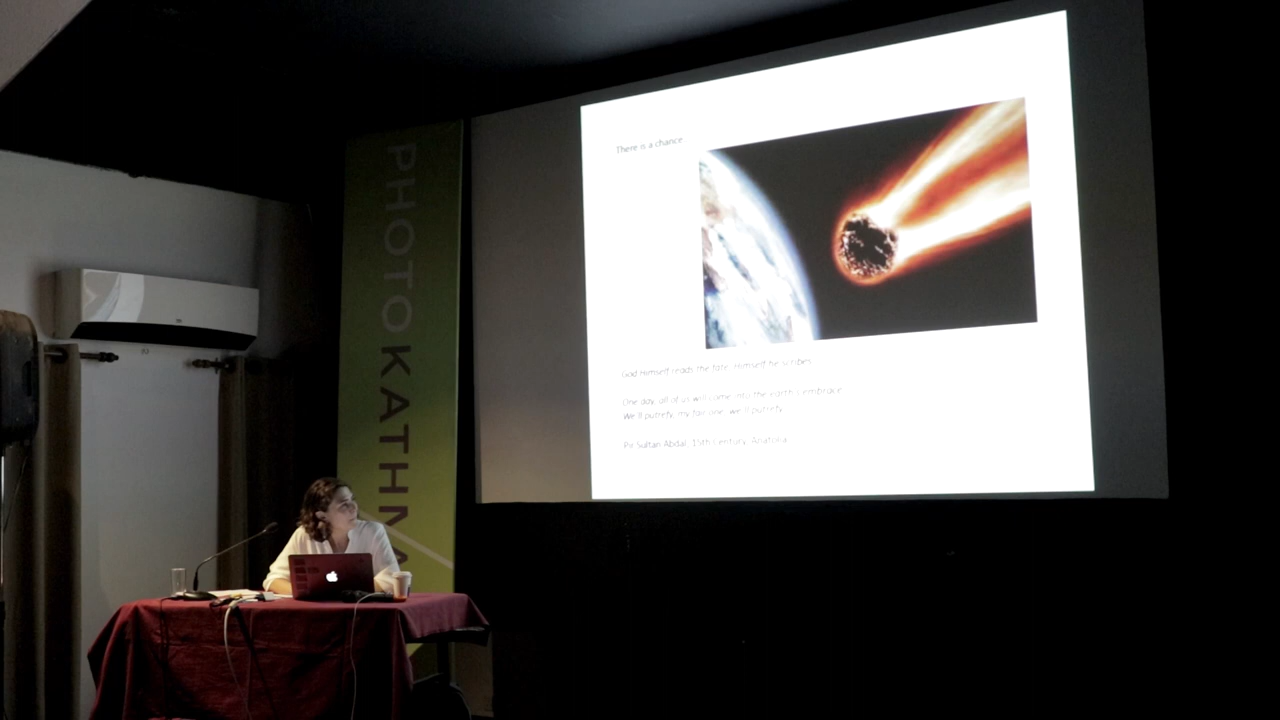 PHOTOKATHMA
There is a chance
God Himself reads the fate, Himself he scribes
One day, all of us will come into the earth's embrace
We'll putrefy, my fair one, we'll putrefy
Pir Sultan Abdal, 15th Century, Anatolia